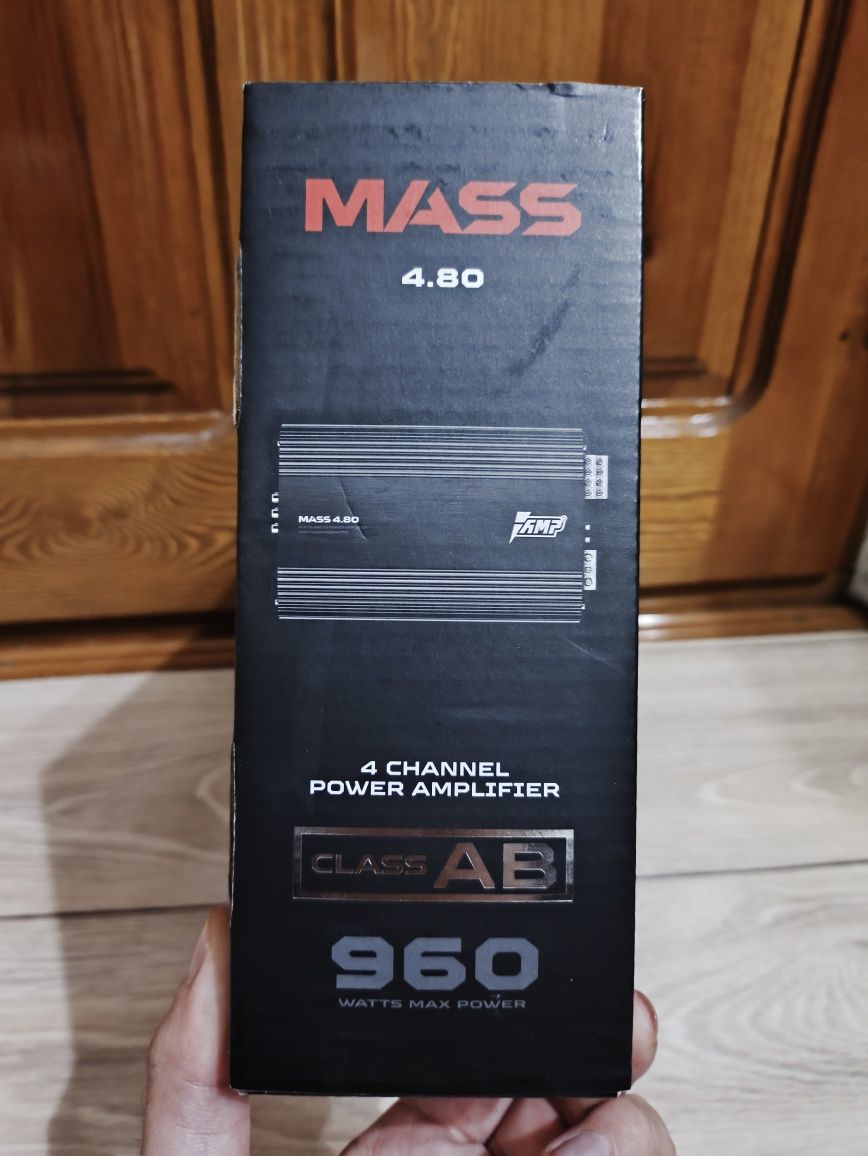 MASS
4.80
MASS 4.80
AMP
4 CHANNEL
POWER AMPLIFIER
CLASS AB
960
WATTS MAX POWER